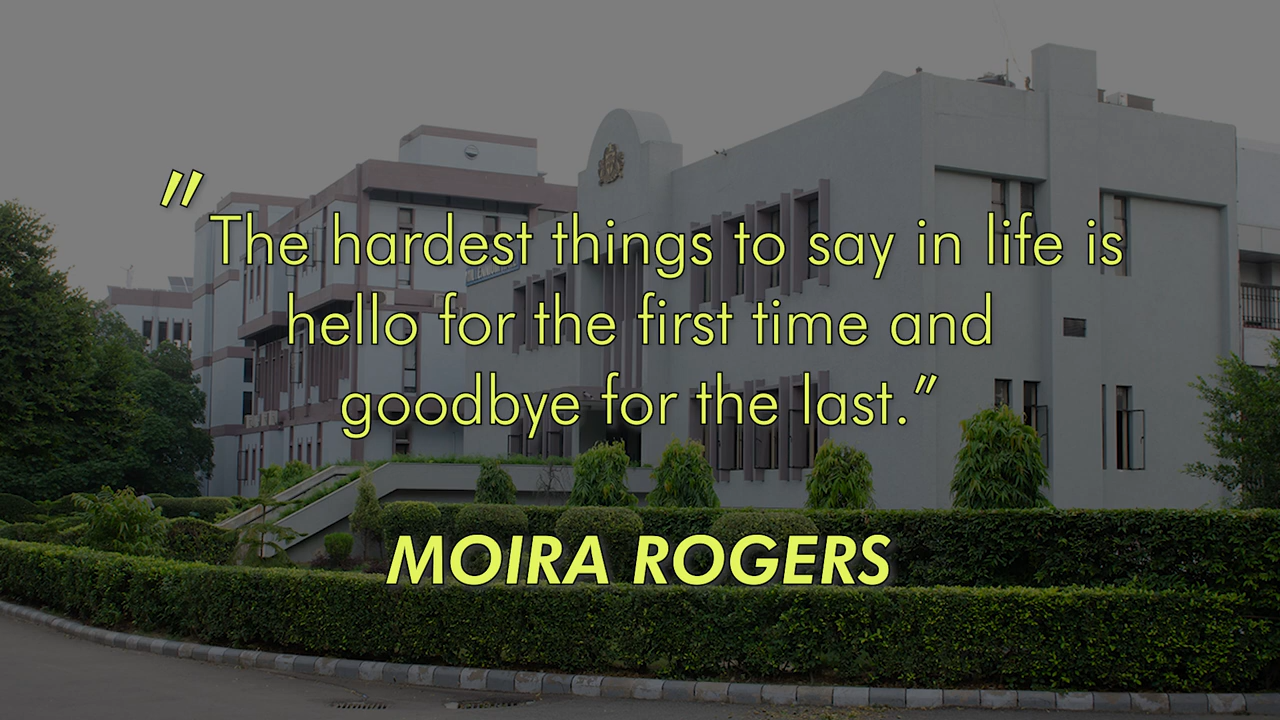 "The hardest things to say in life is
hello for the first time and
goodbye for the last.”
MOIRA ROGERS